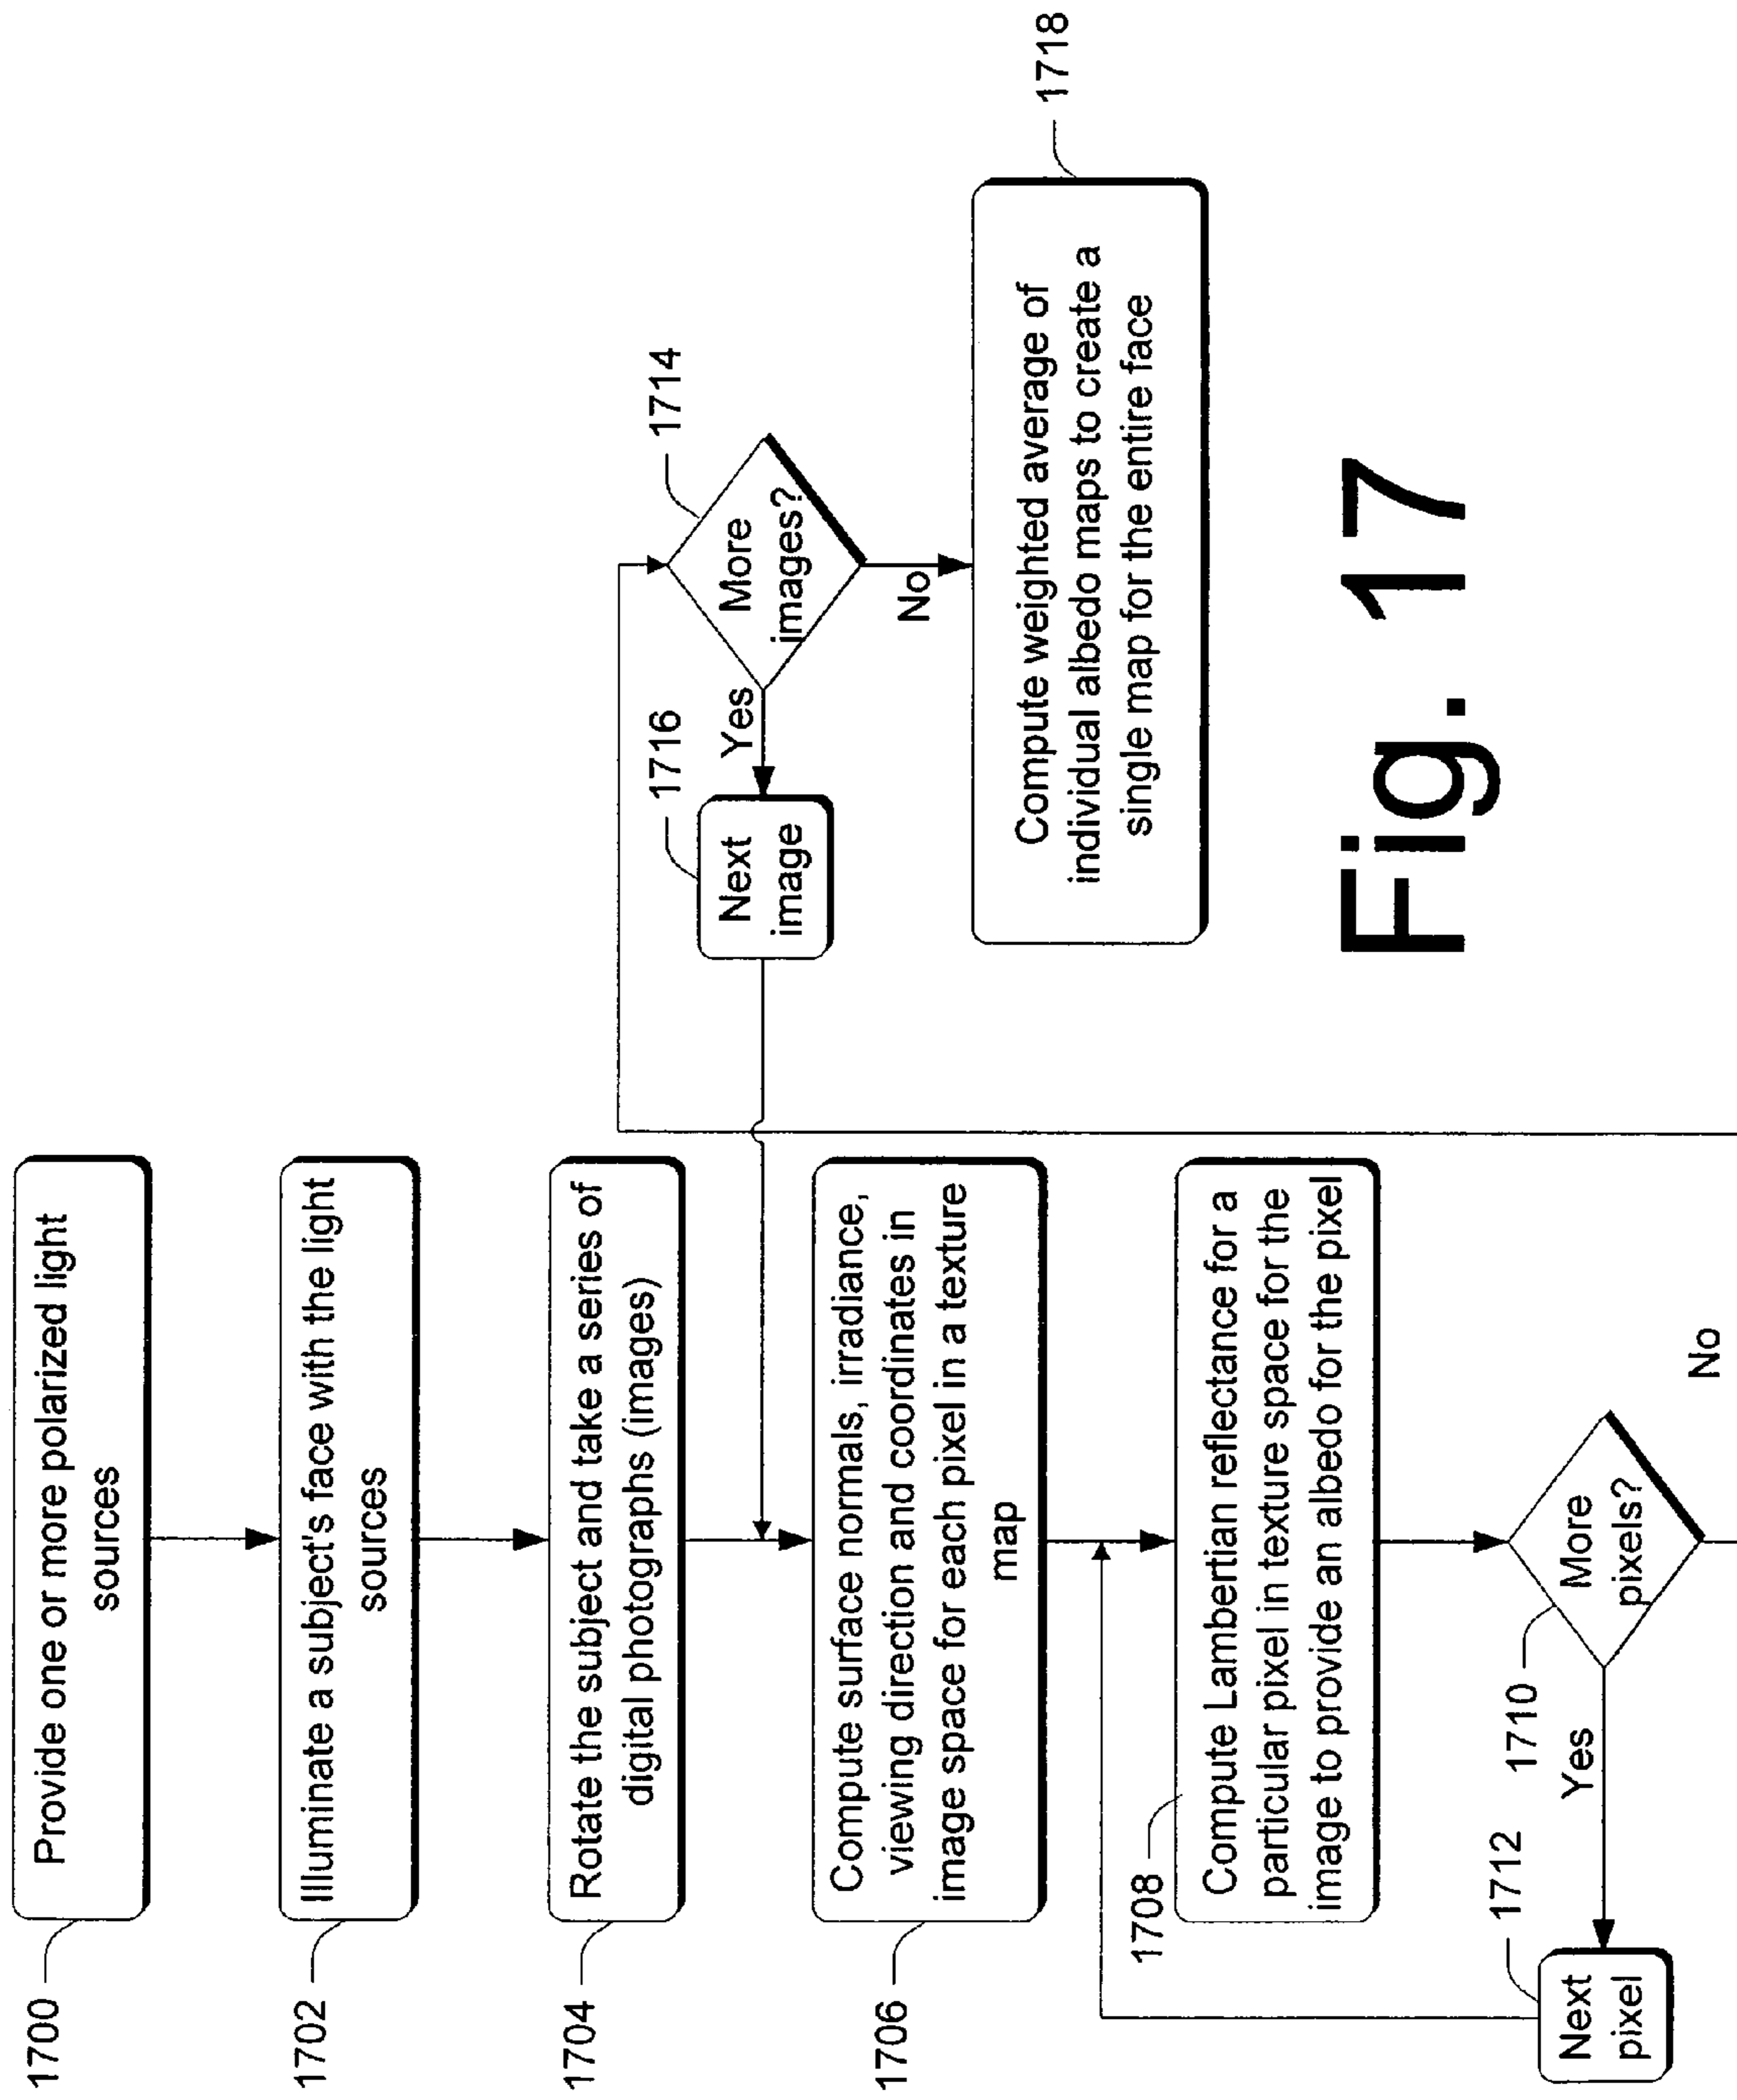 1700
Provide one or more polarized light
sources
1702
Illuminate a subject's face with the light
sources
1704
Rotate the subject and take a series of
digital photographs (images)
1706
Compute surface normals, irradiance,
viewing direction and coordinates in
image space for each pixel in a texture
map
1708
Compute Lambertian reflectance for a
particular pixel in texture space for the
image to provide an albedo for the pixel
1710
More
pixels?
Yes
No
1712
Next
pixel
1714
More
images?
Yes
No
1716
Next
image
1718
Compute weighted average of
individual albedo maps to create a
single map for the entire face
Fig. 17